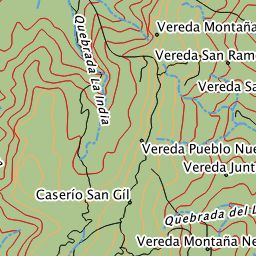 Vereda Montaña
Quebrada La India
Vereda San Ram
Vereda Sa
Vereda Pueblo Nue
Vereda Junt
Caserío San Gíl
Quebrada del L
Vereda Montaña Ne